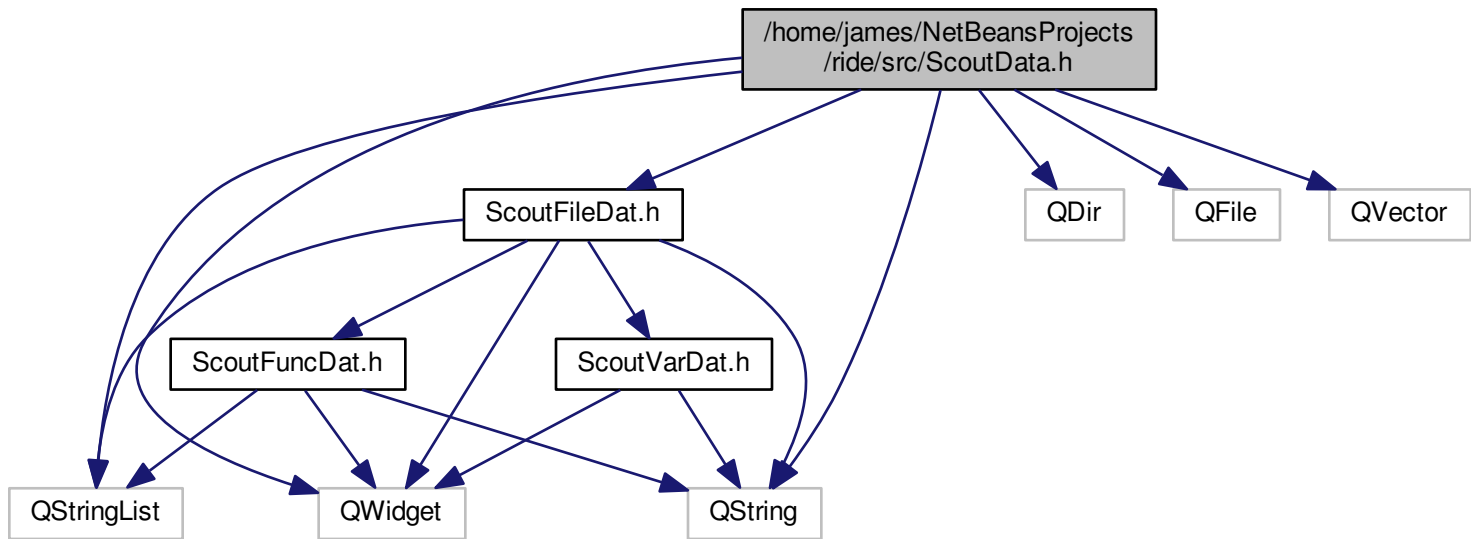 /home/james/NetBeansProjects
/ride/src/ScoutData.h
ScoutFileDat.h
QDir
QFile
QVector
ScoutFuncDat.h
ScoutVarDat.h
QStringList
QWidget
QString